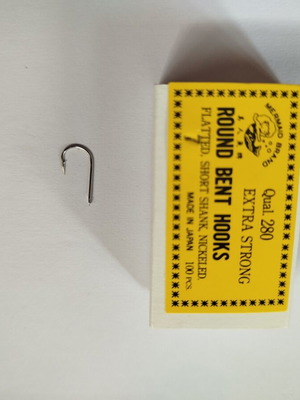 MERMAID BRAND
Qual. 280
EXTRA STRONG
ROUND BENT HOOKS
7
FLATTED, SHORT SHANK, NICKELED.
MADE IN JAPAN
100 PCS